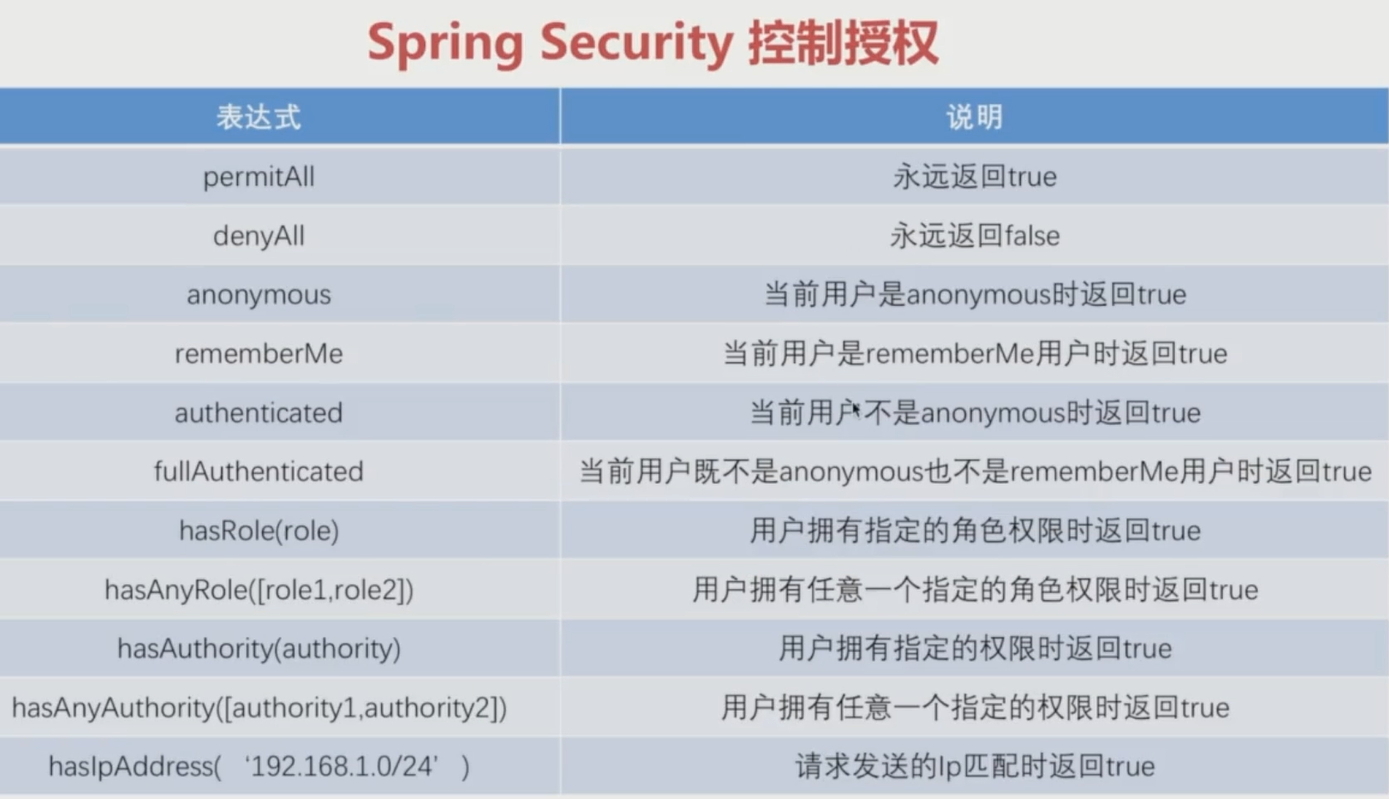 Spring Security 控制授权
表达式 说明
permitAll 永远返回true
denyAll 永远返回false
anonymous 当前用户是anonymous时返回true
rememberMe 当前用户是rememberMe用户时返回true
authenticated 当前用户不是anonymous时返回true
fullAuthenticated 当前用户既不是anonymous也不是rememberMe用户时返回true
hasRole(role) 用户拥有指定的角色权限时返回true
hasAnyRole([role1,role2]) 用户拥有任意一个指定的角色权限时返回true
hasAuthority(authority) 用户拥有指定的权限时返回true
hasAnyAuthority([authority1,authority2]) 用户拥有任意一个指定的权限时返回true
hasIpAddress( ‘192.168.1.0/24’ ) 请求发送的Ip匹配时返回true